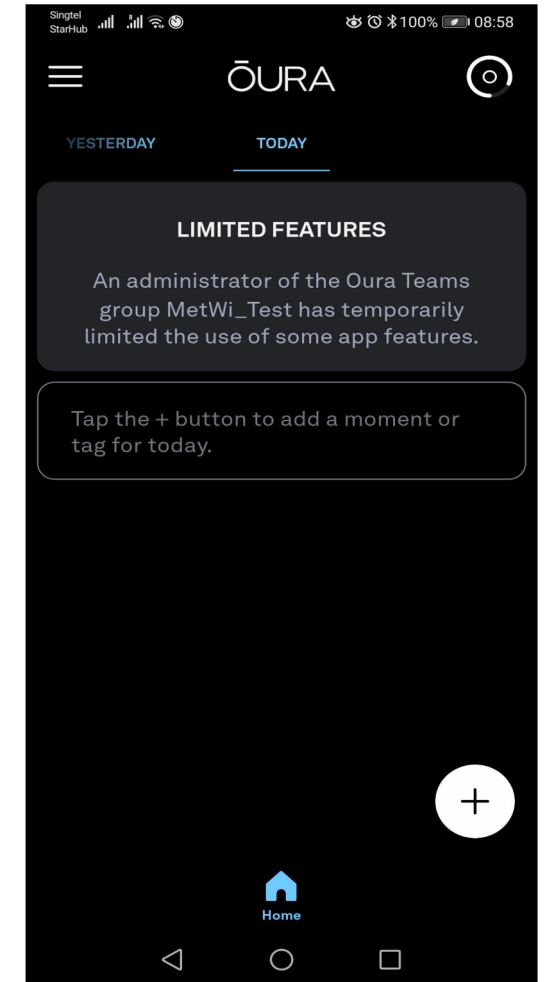 Singtel
StarHub
100% 08:58
ŌURA
YESTERDAY TODAY
LIMITED FEATURES
An administrator of the Oura Teams
group MetWi_Test has temporarily
limited the use of some app features.
Tap the + button to add a moment or
tag for today.
+
Home